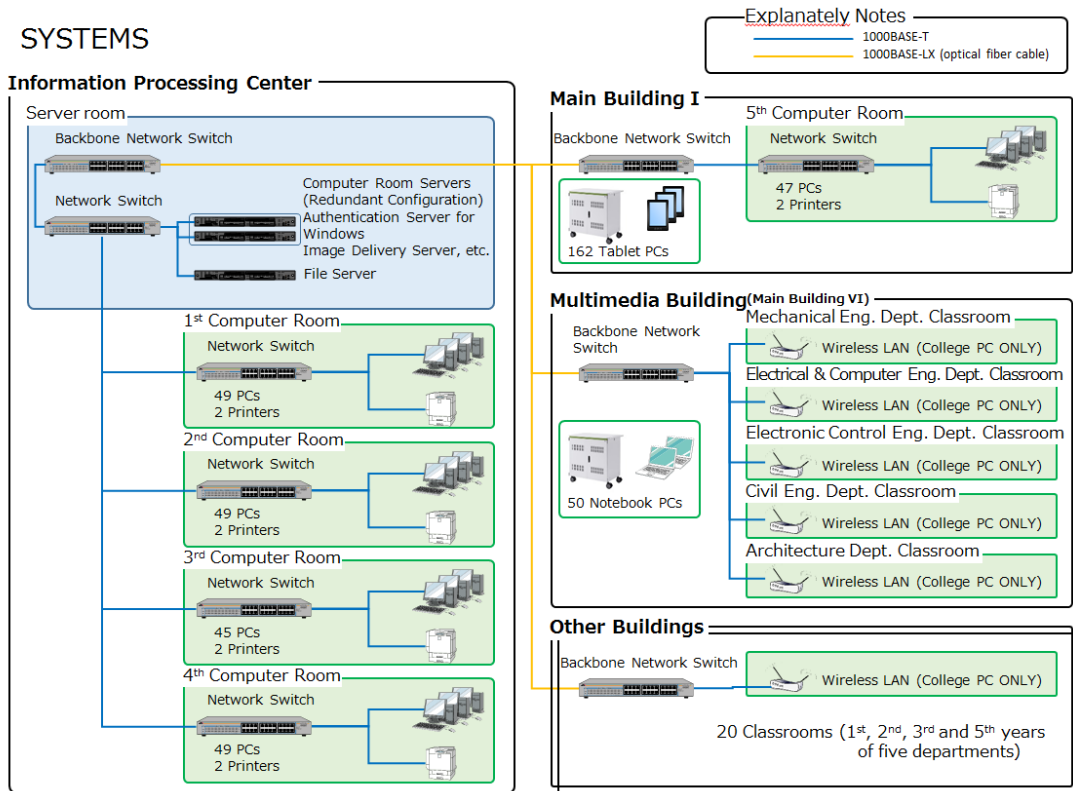 SYSTEMS
Explanately Notes
1000BASE-T
1000BASE-LX (optical fiber cable)
Information Processing Center
Server room
Backbone Network Switch
Network Switch
Computer Room Servers
(Redundant Configuration)
Authentication Server for
Windows
Image Delivery Server, etc.
File Server
1st Computer Room
Network Switch
49 PCs
2 Printers
2nd Computer Room
Network Switch
49 PCs
2 Printers
3rd Computer Room
Network Switch
45 PCs
2 Printers
4th Computer Room
Network Switch
49 PCs
2 Printers
Main Building I
Backbone Network Switch
162 Tablet PCs
5th Computer Room
Network Switch
47 PCs
2 Printers
Multimedia Building(Main Building VI)
Backbone Network
Switch
50 Notebook PCs
Mechanical Eng. Dept. Classroom
Wireless LAN (College PC ONLY)
Electrical & Computer Eng. Dept. Classroom
Wireless LAN (College PC ONLY)
Electronic Control Eng. Dept. Classroom
Wireless LAN (College PC ONLY)
Civil Eng. Dept. Classroom
Wireless LAN (College PC ONLY)
Architecture Dept. Classroom
Wireless LAN (College PC ONLY)
Other Buildings
Backbone Network Switch
Wireless LAN (College PC ONLY)
20 Classrooms (1st, 2nd, 3rd and 5th years
of five departments)